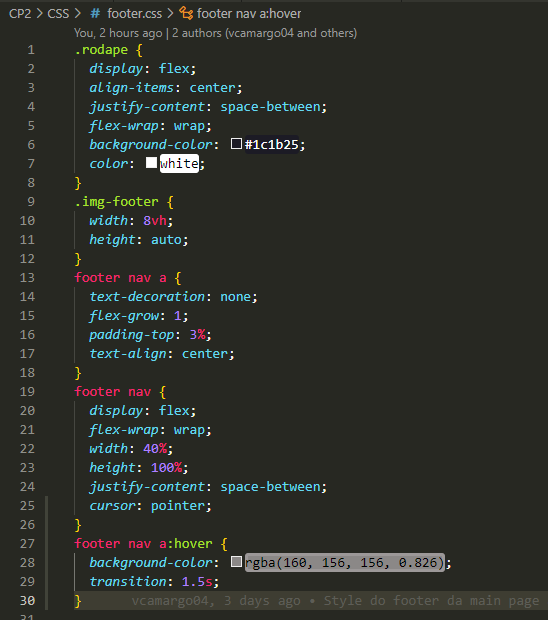 CP2 > CSS > # footer.css > footer nav a:hover
You, 2 hours ago | 2 authors (vcamargo04 and others)
1 .rodape {
2 display: flex;
3 align-items: center;
4 justify-content: space-between;
5 flex-wrap: wrap;
6 background-color: #1c1b25;
7 color: white;
8 }
9 .img-footer {
10 width: 8vh;
11 height: auto;
12 }
13 footer nav a {
14 text-decoration: none;
15 flex-grow: 1;
16 padding-top: 3%;
17 text-align: center;
18 }
19 footer nav {
20 display: flex;
21 flex-wrap: wrap;
22 width: 40%;
23 height: 100%;
24 justify-content: space-between;
25 cursor: pointer;
26 }
27 footer nav a:hover {
28 background-color: rgba(160, 156, 156, 0.826);
29 transition: 1.5s;
30 } vcamargo04, 3 days ago • Style do footer da main page
31